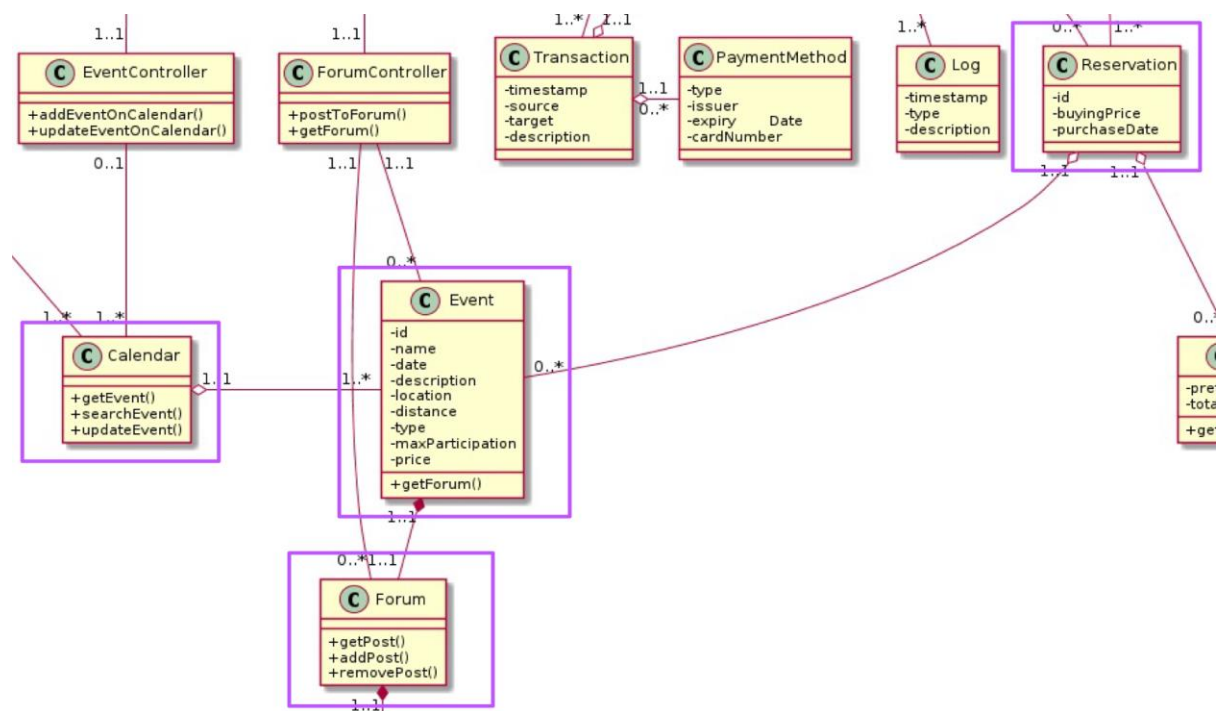 1..1
1..1
1..*
1..1
0..*
1..*
C EventController
+addEventOnCalendar()
+updateEventOnCalendar()
C ForumController
+postToForum()
+getForum()
C Transaction
-timestamp
-source
-target
-description
1..1
0..*
C PaymentMethod
-type
-issuer
-expiry Date
-cardNumber
1..*
C Log
-timestamp
-type
-description
C Reservation
-id
-buyingPrice
-purchaseDate
0..1
1..1
1..1
1..1
1..1
0..*
1..*
1..*
C Calendar
+getEvent()
+searchEvent()
+updateEvent()
1..1
1..*
C Event
-id
-name
-date
-description
-location
-distance
-type
-maxParticipation
-price
+getForum()
0..*
0..*
1..1
0..*
1..1
C Forum
+getPost()
+addPost()
+removePost()
1..1